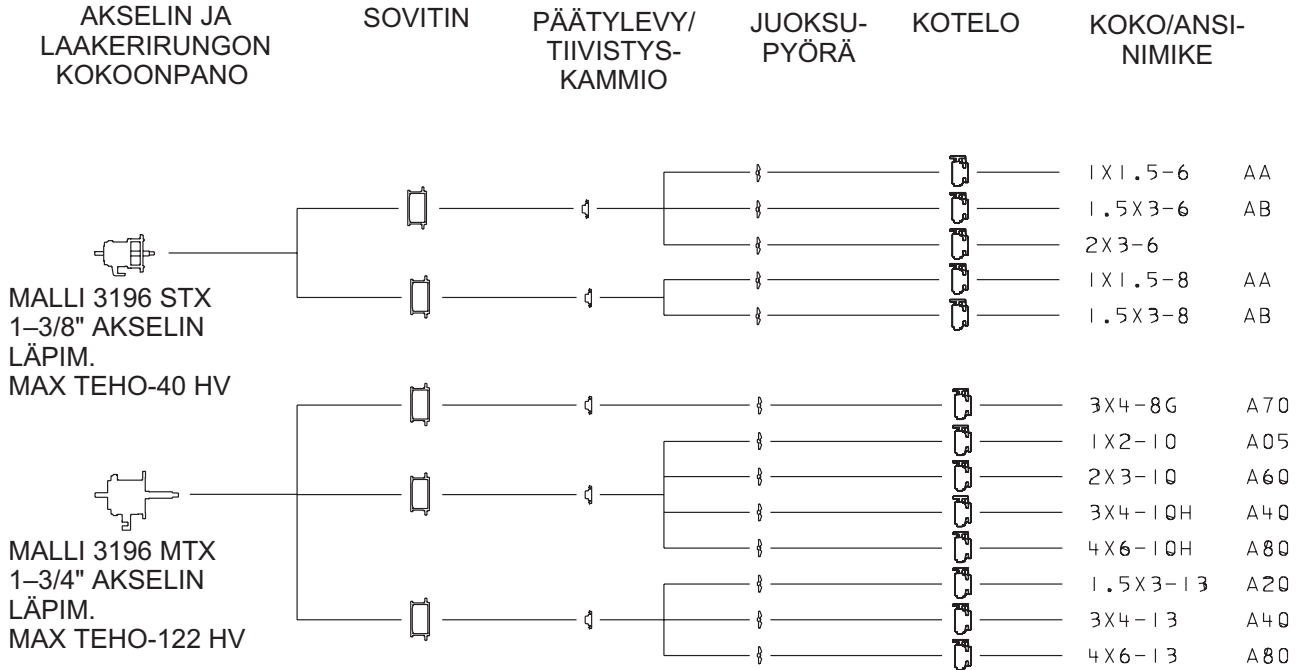 AKSELIN JA
LAAKERIRUNGON
KOKOONPANO
SOVITIN
PÄÄTYLEVY/
TIIVISTYS-
KAMMIO
JUOKSU-
PYÖRÄ
KOTELO
KOKO/ANSI-
NIMIKE
MALLI 3196 STX
1–3/8" AKSELIN
LÄPIM.
MAX TEHO-40 HV
1X1.5-6 AA
1.5X3-6 AB
2X3-6
1X1.5-8 AA
1.5X3-8 AB
MALLI 3196 MTX
1–3/4" AKSELIN
LÄPIM.
MAX TEHO-122 HV
3X4-8G A70
1X2-10 A05
2X3-10 A60
3X4-10H A40
4X6-10H A80
1.5X3-13 A20
3X4-13 A40
4X6-13 A80